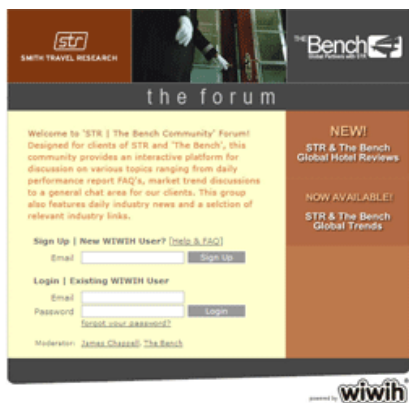 str
SMITH TRAVEL RESEARCH
THE Bench
Global Partners with STR
the forum
Welcome to 'STR | The Bench Community' Forum!
Designed for clients of STR and 'The Bench', this
community provides an interactive platform for
discussion on various topics ranging from daily
performance report FAQ's, market trend discussions
to a general chat area for our clients. This group
also features daily industry news and a selction of
relevant industry links.
Sign Up | New WIWIH User? [Help & FAQ]
Email
Sign Up
Login | Existing WIWIH User
Email
Password
Login
forgot your password?
Moderator: James Chappell, The Bench
NEW!
STR & The Bench
Global Hotel Reviews
NOW AVAILABLE!
STR & The Bench
Global Trends
powered by wiwih